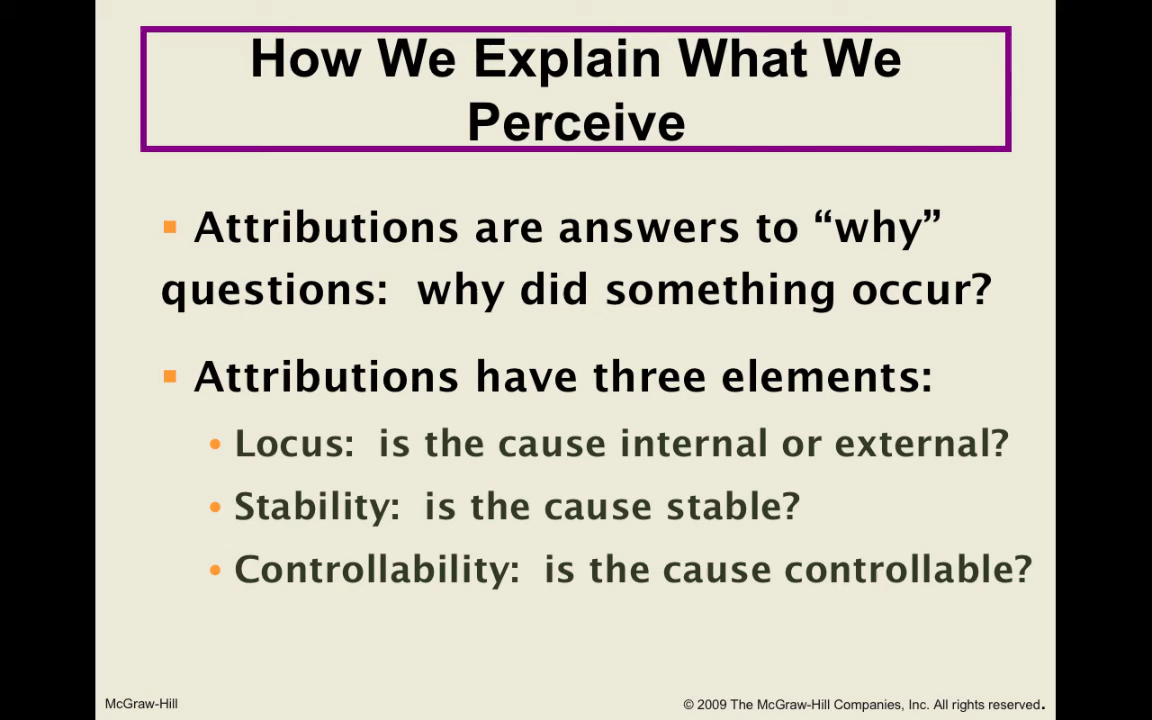 How We Explain What We
Perceive
▪ Attributions are answers to “why”
questions:  why did something occur?
▪ Attributions have three elements:
• Locus:  is the cause internal or external?
• Stability:  is the cause stable?
• Controllability:  is the cause controllable?
McGraw-Hill
© 2009 The McGraw-Hill Companies, Inc. All rights reserved.